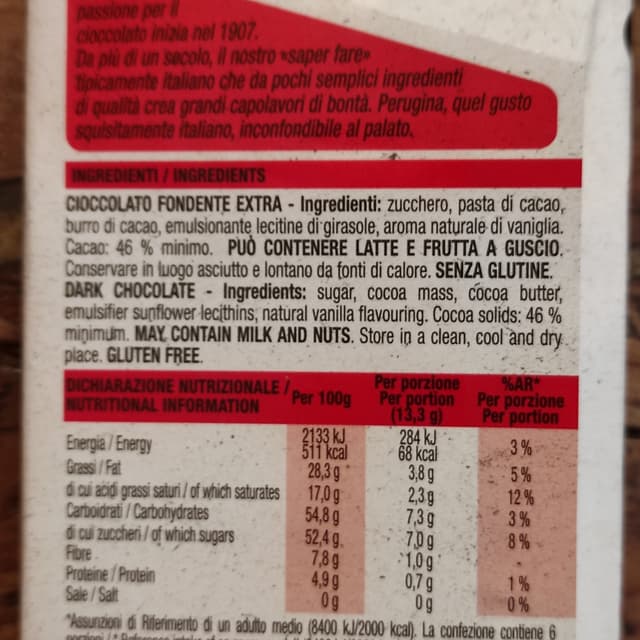 passione per il
cioccolato inizia nel 1907.
Da più di un secolo, il nostro «saper fare»
tipicamente italiano che da pochi semplici ingredienti
di qualità crea grandi capolavori di bontà. Perugina, quel gusto
squisitamente italiano, inconfondibile al palato.
INGREDIENTI / INGREDIENTS
CIOCCOLATO FONDENTE EXTRA - Ingredienti: zucchero, pasta di cacao,
burro di cacao, emulsionante lecitine di girasole, aroma naturale di vaniglia.
Cacao: 46 % minimo. PUÒ CONTENERE LATTE E FRUTTA A GUSCIO.
Conservare in luogo asciutto e lontano da fonti di calore. SENZA GLUTINE.
DARK CHOCOLATE - Ingredients: sugar, cocoa mass, cocoa butter,
emulsifier sunflower lecithins, natural vanilla flavouring. Cocoa solids: 46 %
minimum. MAY CONTAIN MILK AND NUTS. Store in a clean, cool and dry
place. GLUTEN FREE.
DICHIARAZIONE NUTRIZIONALE / NUTRITIONAL INFORMATION Per 100g Per porzione Per portion (13,3 g) %AR* Per porzione Per portion
Energia / Energy 2133 kJ 511 kcal 284 kJ 68 kcal 3 %
Grassi / Fat 28,3 g 3,8 g 5 %
di cui acidi grassi saturi / of which saturates 17,0 g 2,3 g 12 %
Carboidrati / Carbohydrates 54,8 g 7,3 g 3 %
di cui zuccheri / of which sugars 52,4 g 7,0 g 8 %
Fibre 7,8 g 1,0 g -
Proteine / Protein 4,9 g 0,7 g 1 %
Sale / Salt 0 g 0 g 0 %
*Assunzioni di Riferimento di un adulto medio (8400 kJ/2000 kcal). La confezione contiene 6